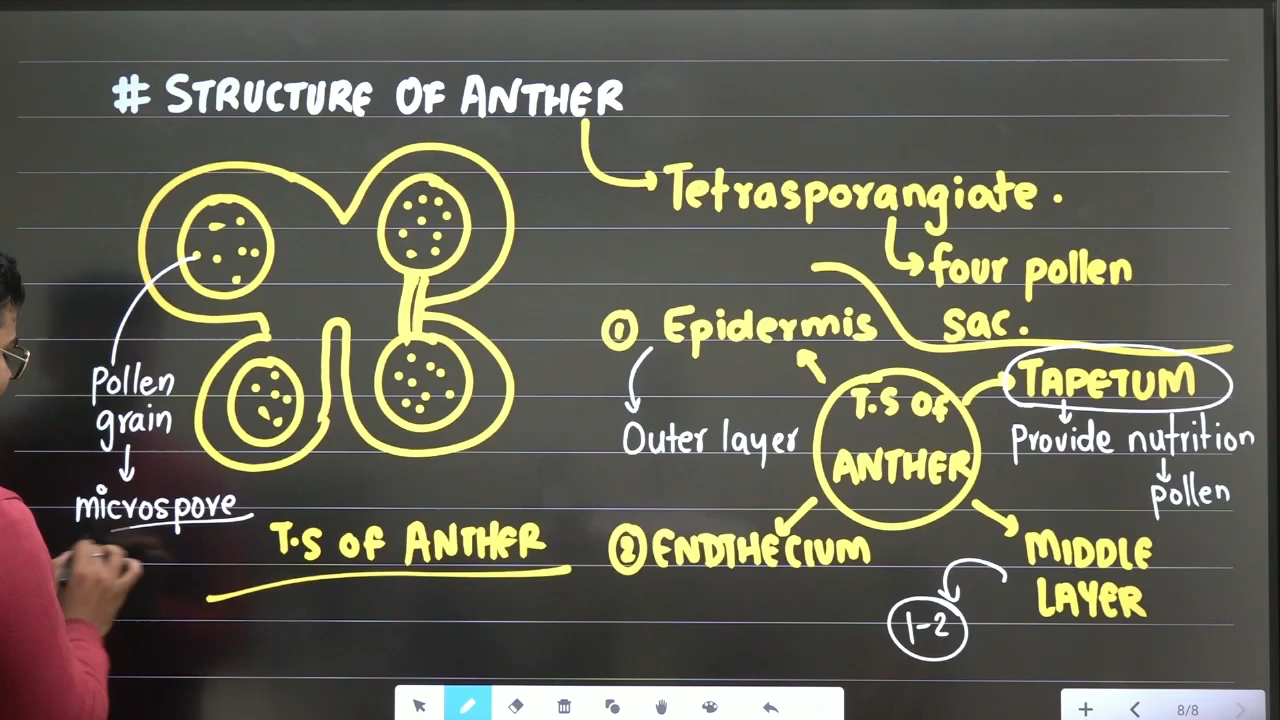 # STRUCTURE OF ANTHER
Tetrasporangiate.
four pollen
sac.
① Epidermis
Outer layer
T.S OF
ANTHER
TAPETUM
Provide nutrition
pollen
② ENDTHECIUM
MIDDLE
LAYER
1-2
Pollen
grain
microspore
T.S OF ANTHER
8/8